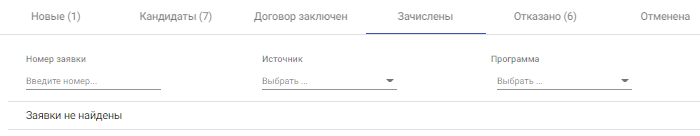 Новые (1) Кандидаты (7) Договор заключен Зачислены Отказано (6) Отменена
Номер заявки Источник Программа
Введите номер... Выбрать ... Выбрать ...
Заявки не найдены